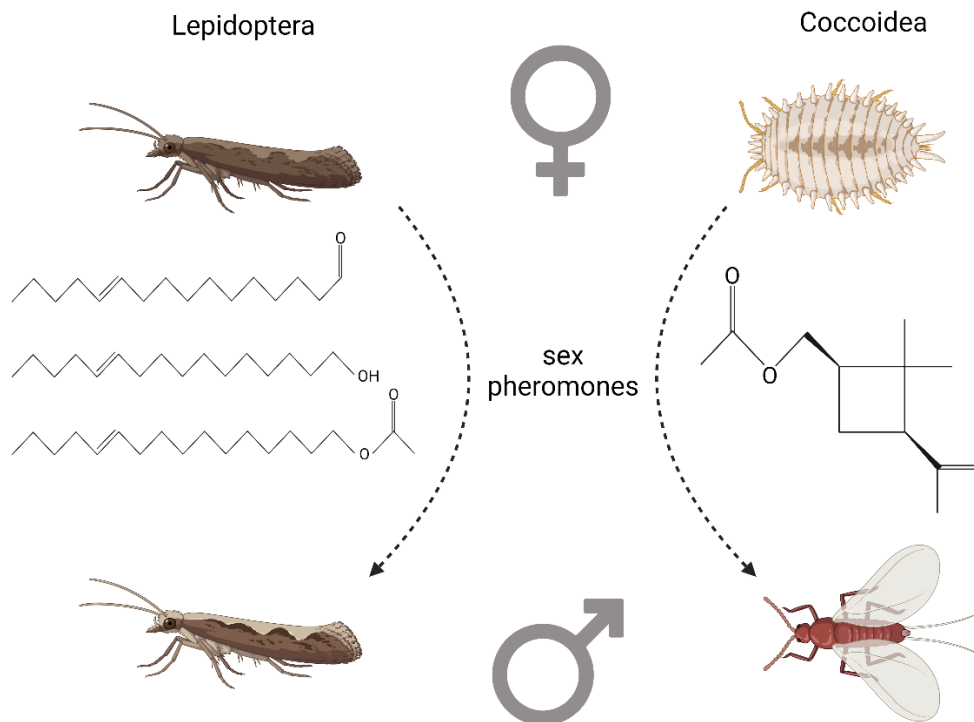 Lepidoptera
Coccoidea
O
OH
O
O
sex
pheromones
O
O